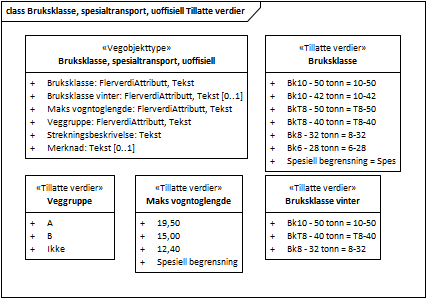 class Bruksklasse, spesialtransport, uoffisiell Tillatte verdier
«Vegobjekttype»
Bruksklasse, spesialtransport, uoffisiell
+ Bruksklasse: FlerverdiAttributt, Tekst
+ Bruksklasse vinter: FlerverdiAttributt, Tekst [0..1]
+ Maks vogntoglengde: FlerverdiAttributt, Tekst
+ Veggruppe: FlerverdiAttributt, Tekst
+ Strekningsbeskrivelse: Tekst
+ Merknad: Tekst [0..1]
«Tillatte verdier»
Bruksklasse
+ Bk10 - 50 tonn = 10-50
+ Bk10 - 42 tonn = 10-42
+ BkT8 - 50 tonn = T8-50
+ BkT8 - 40 tonn = T8-40
+ Bk8 - 32 tonn = 8-32
+ Bk6 - 28 tonn = 6-28
+ Spesiell begrensning = Spes
«Tillatte verdier»
Veggruppe
+ A
+ B
+ Ikke
«Tillatte verdier»
Maks vogntoglengde
+ 19,50
+ 15,00
+ 12,40
+ Spesiell begrensning
«Tillatte verdier»
Bruksklasse vinter
+ Bk10 - 50 tonn = 10-50
+ BkT8 - 40 tonn = T8-40
+ Bk8 - 32 tonn = 8-32